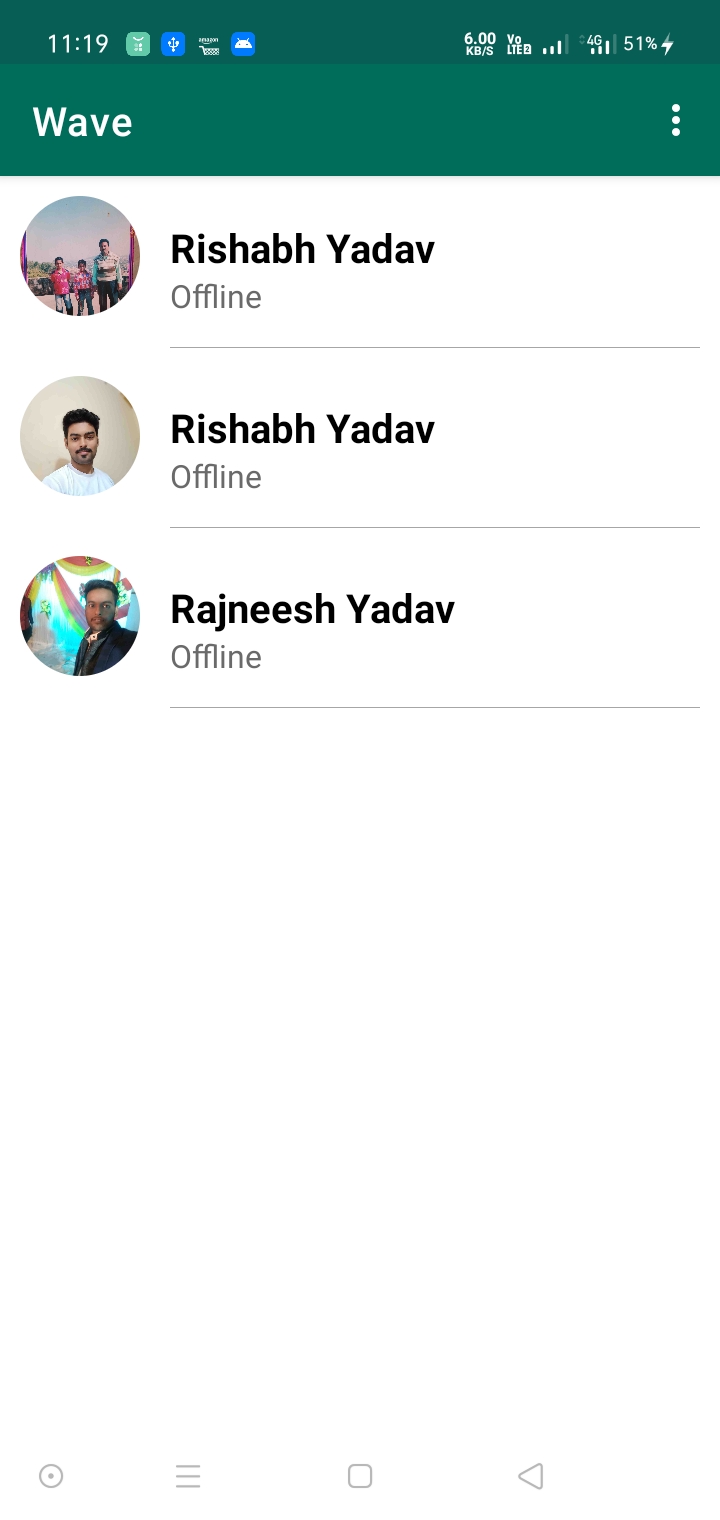 11:19 amazon 6.00 KB/S Vo LTE2 4G 51%
Wave
Rishabh Yadav
Offline
Rishabh Yadav
Offline
Rajneesh Yadav
Offline